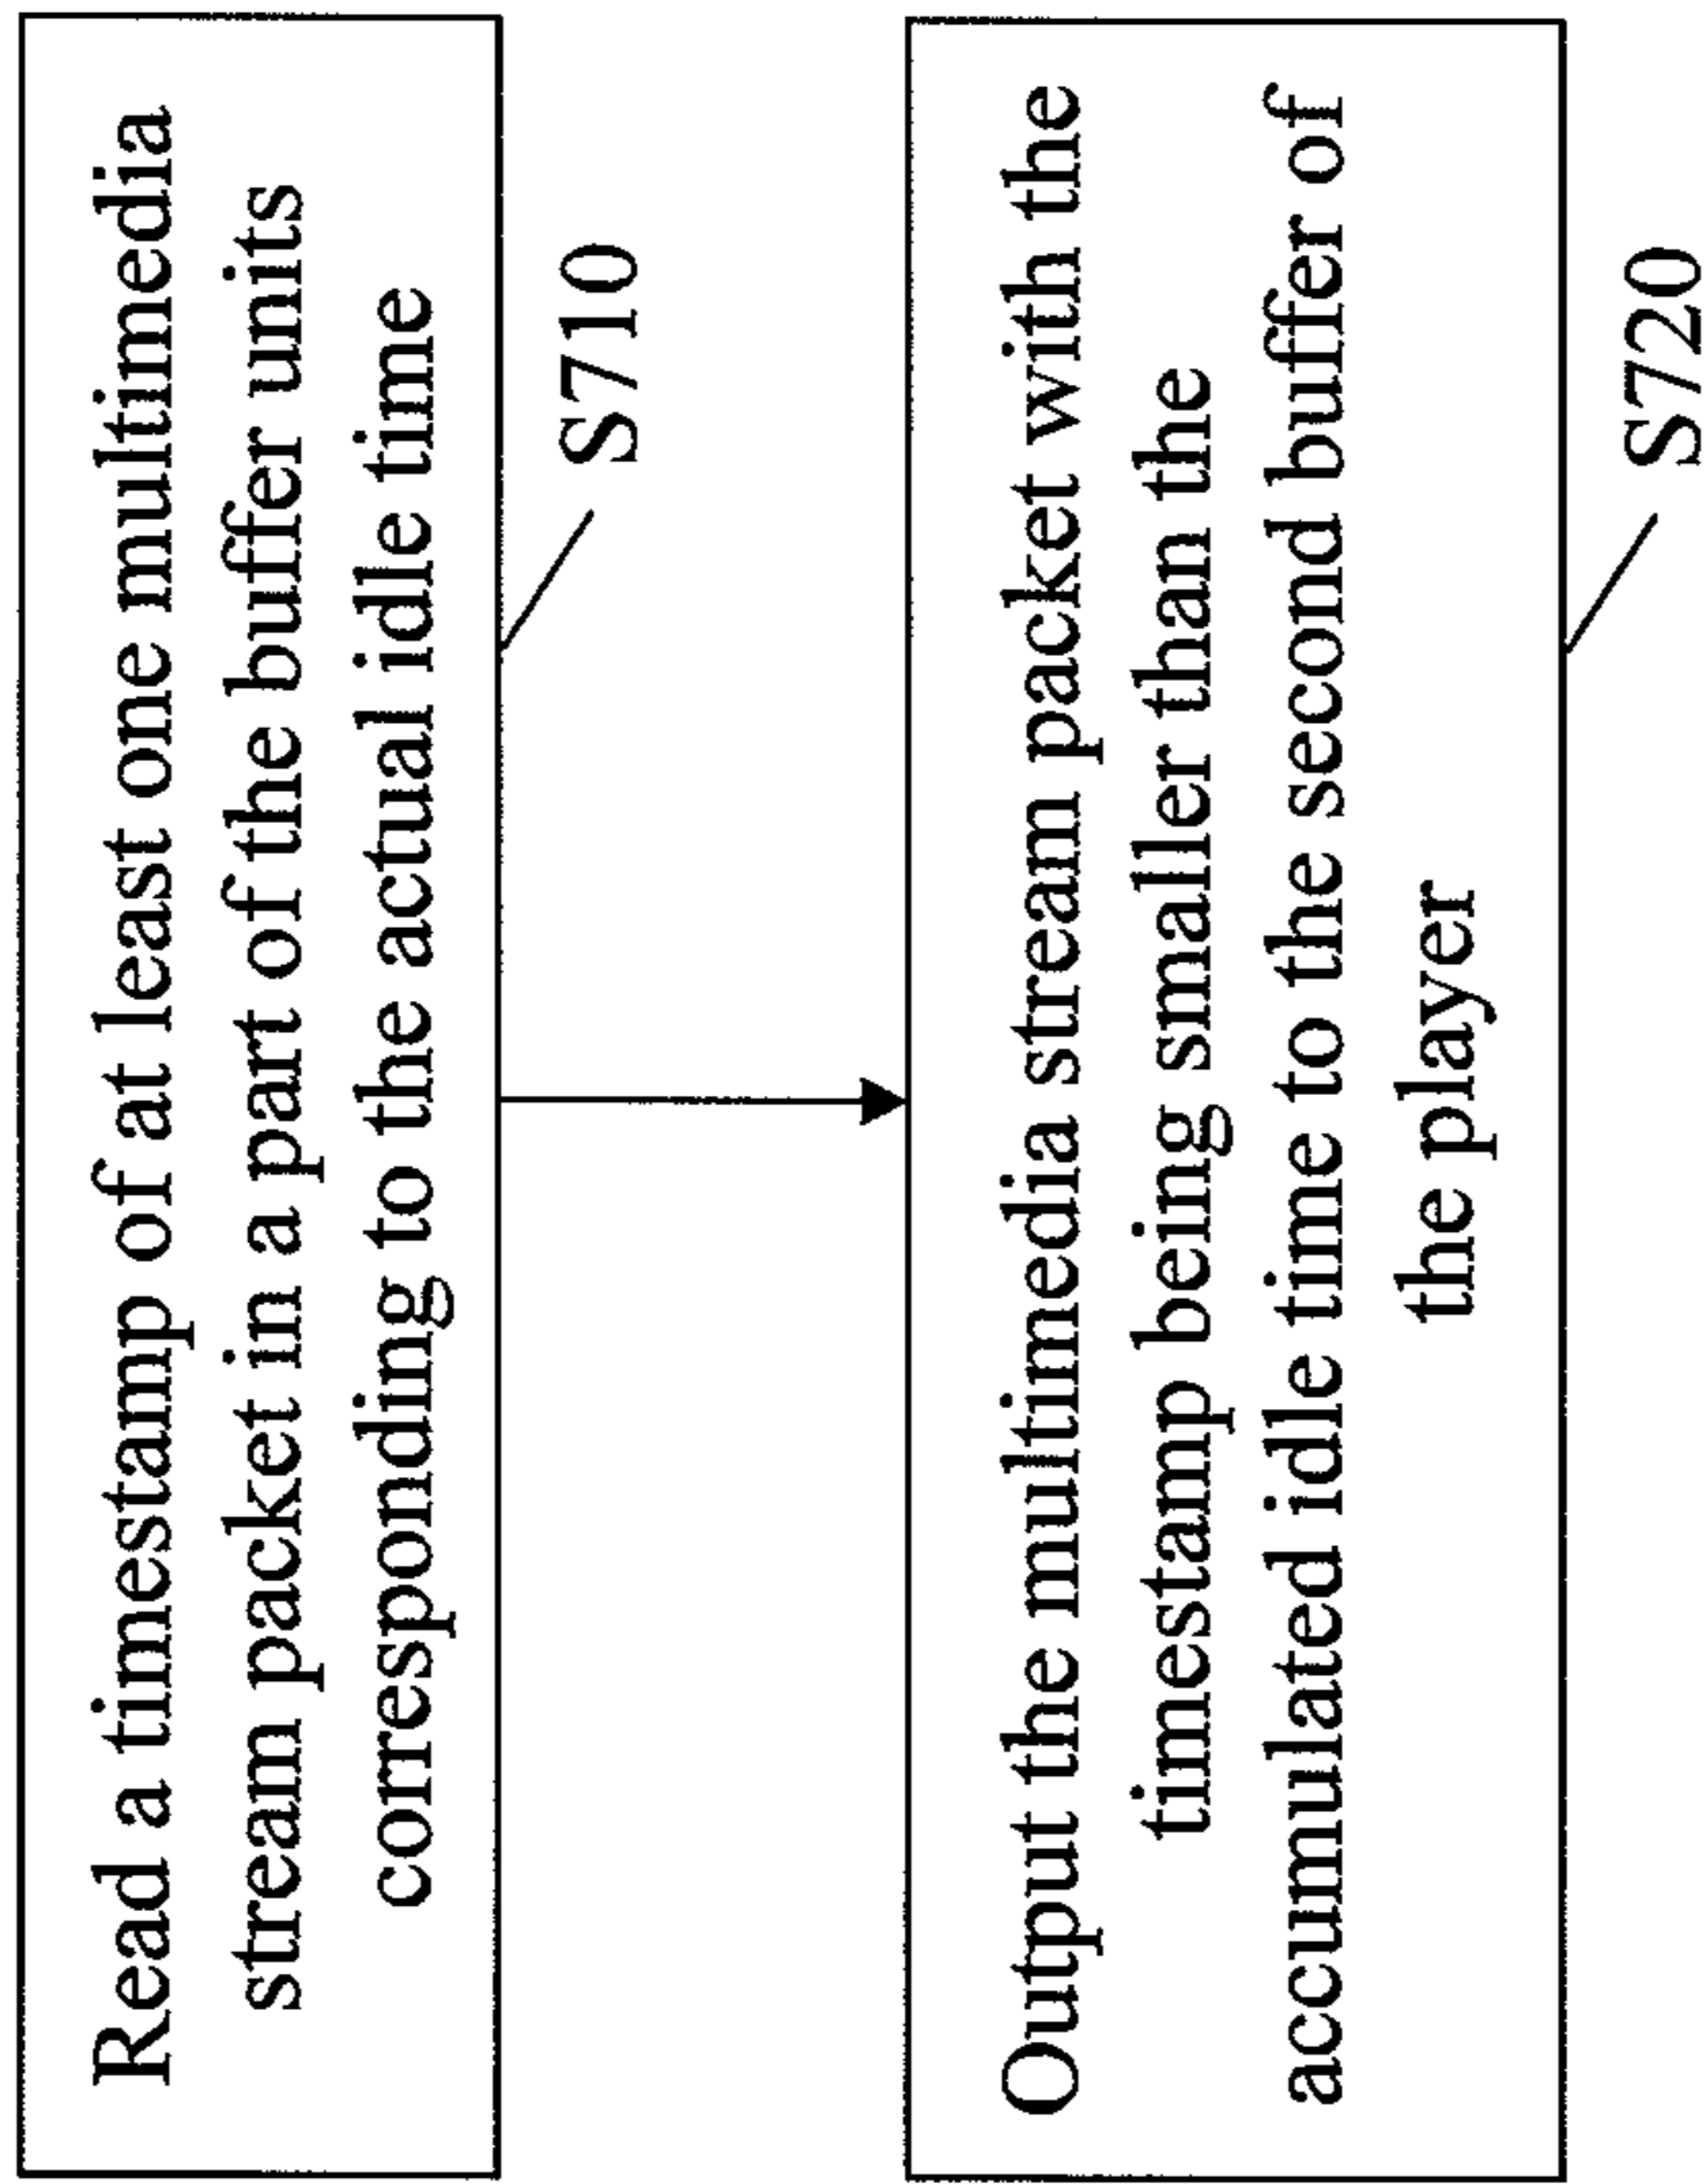 Read a timestamp of at least one multimedia
stream packet in a part of the buffer units
corresponding to the actual idle time
S710
Output the multimedia stream packet with the
timestamp being smaller than the
accumulated idle time to the second buffer of
the player
S720